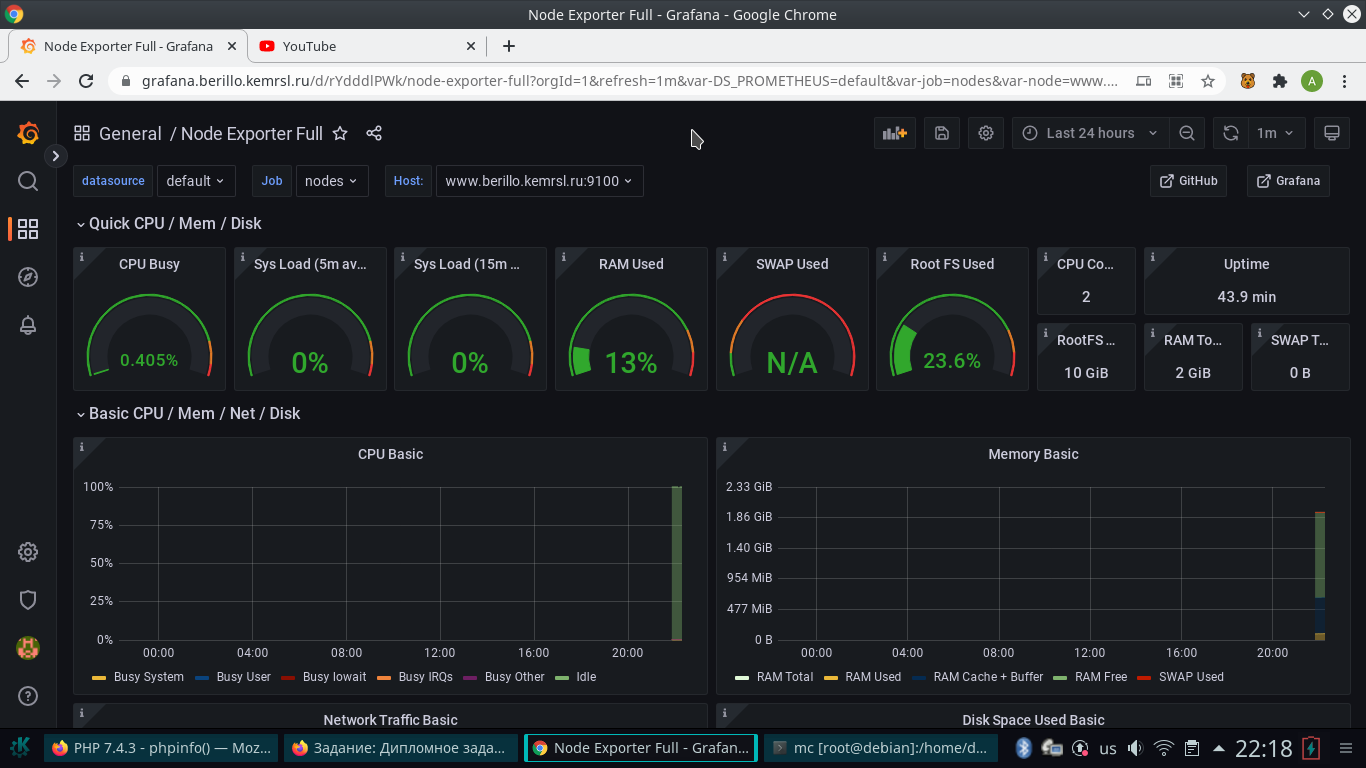 Node Exporter Full - Grafana - Google Chrome
Node Exporter Full - Grafana
YouTube
grafana.berillo.kemrsl.ru/d/rYdddlPWk/node-exporter-full?orgId=1&refresh=1m&var-DS_PROMETHEUS=default&var-job=nodes&var-node=www....
A
General / Node Exporter Full
Last 24 hours
1m
datasource default Job nodes Host: www.berillo.kemrsl.ru:9100 GitHub Grafana
Quick CPU / Mem / Disk
CPU Busy
0.405%
Sys Load (5m av...
0%
Sys Load (15m ...
0%
RAM Used
13%
SWAP Used
N/A
Root FS Used
23.6%
CPU Co...
2
Uptime
43.9 min
RootFS ...
10 GiB
RAM To...
2 GiB
SWAP T...
0 B
Basic CPU / Mem / Net / Disk
CPU Basic
100%
75%
50%
25%
0%
00:00 04:00 08:00 12:00 16:00 20:00
Busy System Busy User Busy Iowait Busy IRQs Busy Other Idle
Memory Basic
2.33 GiB
1.86 GiB
1.40 GiB
954 MiB
477 MiB
0 B
00:00 04:00 08:00 12:00 16:00 20:00
RAM Total RAM Used RAM Cache + Buffer RAM Free SWAP Used
Network Traffic Basic
Disk Space Used Basic
PHP 7.4.3 - phpinfo() — Moz...
Задание: Дипломное зада...
Node Exporter Full - Grafan...
mc [root@debian]:/home/d...
us
22:18